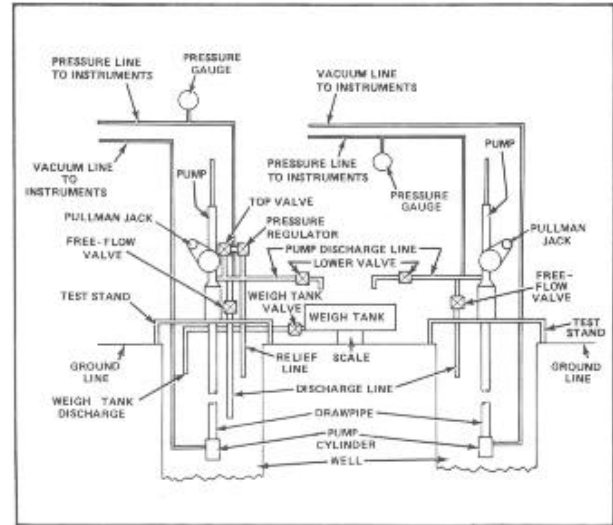 PRESSURE
GAUGE
PRESSURE LINE
TO INSTRUMENTS
VACUUM LINE
TO INSTRUMENTS
VACUUM LINE
TO
INSTRUMENTS
PUMP
PRESSURE LINE
TO INSTRUMENTS
PUMP
PRESSURE
GAUGE
PULLMAN JACK
TOP VALVE
PRESSURE
REGULATOR
PULLMAN
JACK
FREE-FLOW
VALVE
PUMP DISCHARGE LINE
LOWER VALVE
FREE-
FLOW
VALVE
TEST STAND
WEIGH TANK
VALVE
WEIGH TANK
TEST
STAND
GROUND
LINE
RELIEF
LINE
SCALE
GROUND
LINE
WEIGH TANK
DISCHARGE
DISCHARGE LINE
DRAWPIPE
PUMP
CYLINDER
WELL